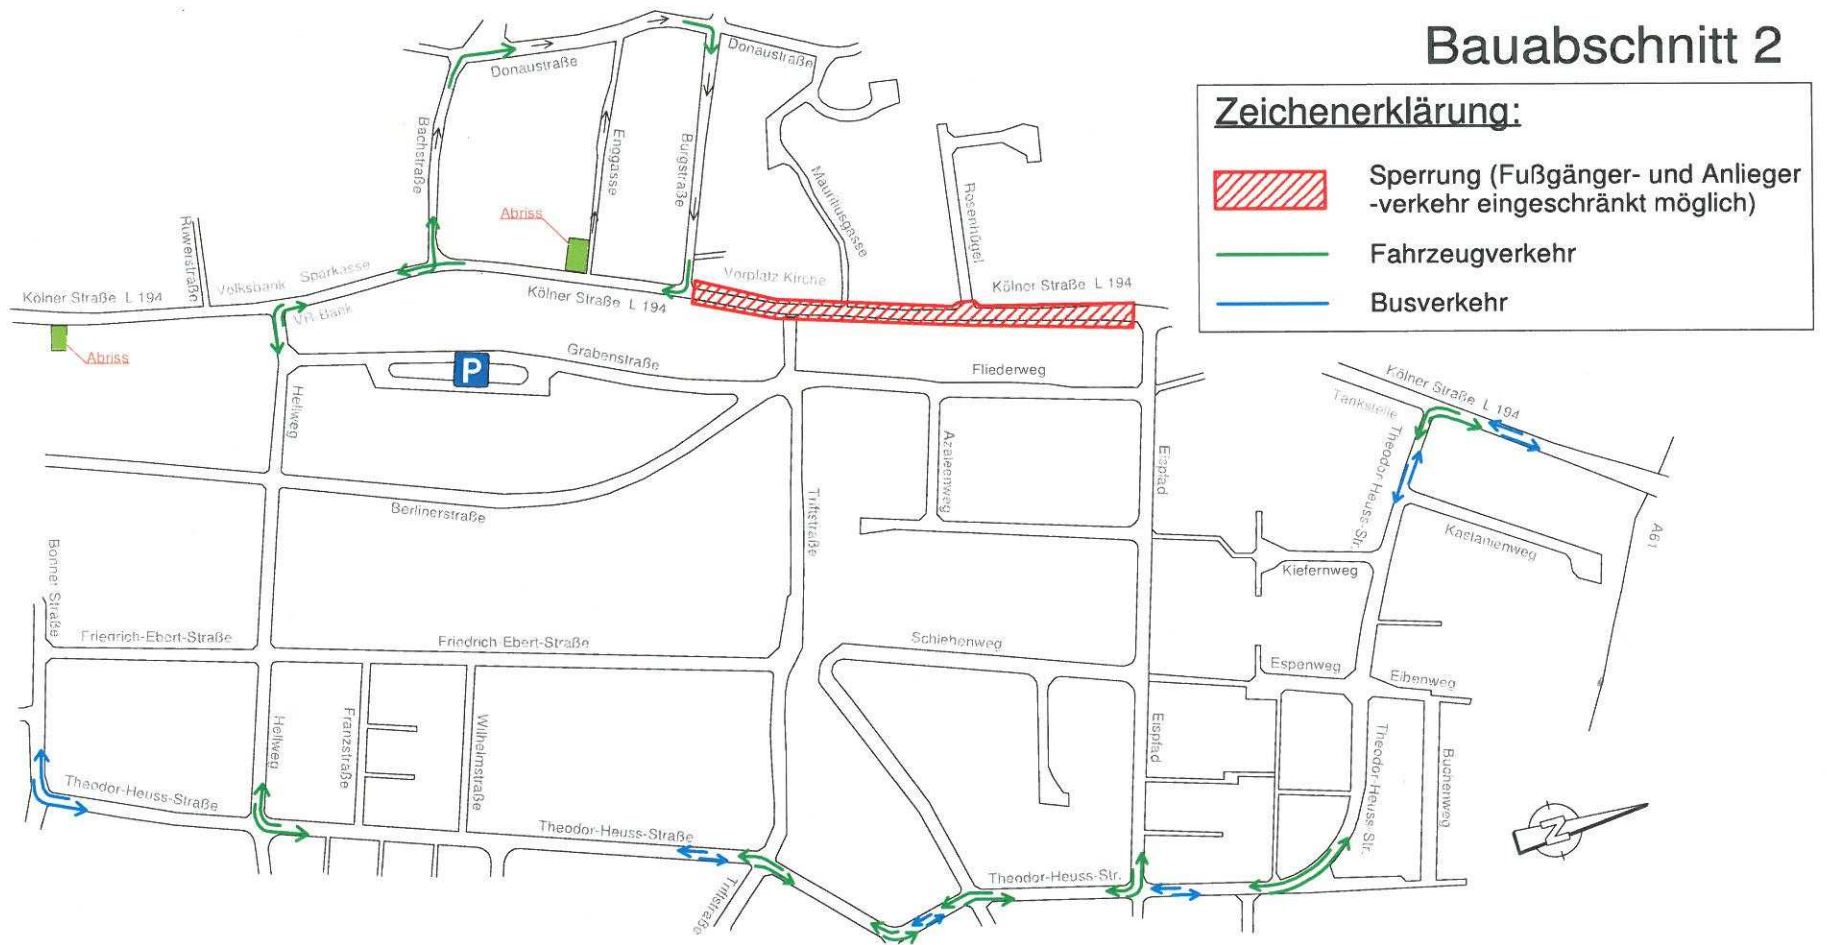 Bauabschnitt 2
Zeichenerklärung:
Sperrung (Fußgänger- und Anlieger
-verkehr eingeschränkt möglich)
Fahrzeugverkehr
Busverkehr
Donaustraße
Donaustraße
Bachstraße
Enggasse
Burgstraße
Mauritiusgasse
Rosenhügel
Abriss
Ruwerstraße
Volksbank
Sparkasse
Vorplatz Kirche
Kölner Straße L 194
Kölner Straße L 194
Kölner Straße L 194
VR-Bank
Abriss
P
Grabenstraße
Fliederweg
Kölner Straße L 194
Tankstelle
Hellweg
Azaleenweg
Eispfad
Theodor-Heuss-Str.
Berlinerstraße
Triftstraße
Kaetanienweg
A61
Bonner Straße
Kiefernweg
Friedrich-Ebert-Straße
Friedrich-Ebert-Straße
Schlehenweg
Espenweg
Eibenweg
Hellweg
Franzstraße
Wilhelmstraße
Eispfad
Theodor-Heuss-Str.
Buchenweg
Theodor-Heuss-Straße
Theodor-Heuss-Straße
Theodor-Heuss-Str.
Triftstraße
N